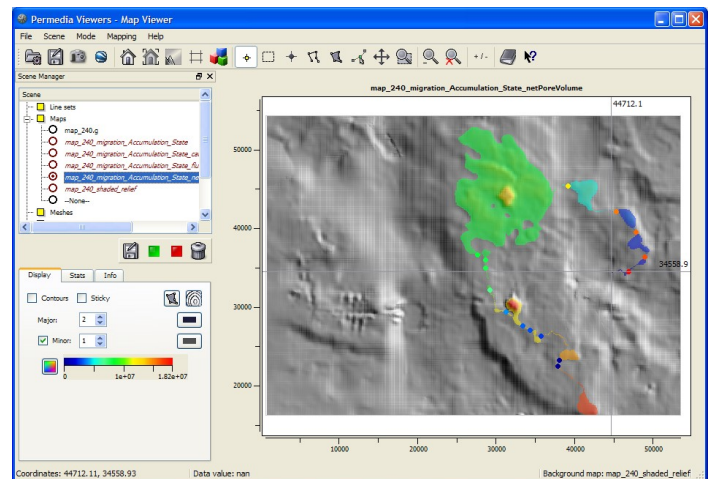 Permedia Viewers - Map Viewer
File Scene Mode Mapping Help
+ / -
Scene Manager
Scene
Line sets
Maps
map_240.g
map_240_migration_Accumulation_State
map_240_migration_Accumulation_State_ca
map_240_migration_Accumulation_State_flu
map_240_migration_Accumulation_State_ne
map_240_shaded_relief
--None--
Meshes
Display Stats Info
Contours Sticky
Major: 2
Minor: 1
0 1e+07 1.82e+07
map_240_migration_Accumulation_State_netPoreVolume
44712.1
34558.9
50000
40000
30000
20000
10000 20000 30000 40000 50000
Coordinates: 44712.11, 34558.93 Data value: nan Background map: map_240_shaded_relief